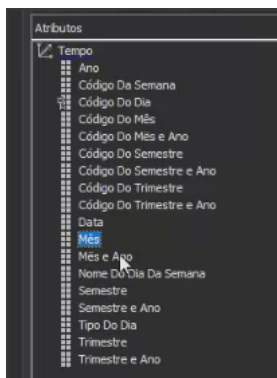 Atributos
Tempo
Ano
Código Da Semana
Código Do Dia
Código Do Mês
Código Do Mês e Ano
Código Do Semestre
Código Do Semestre e Ano
Código Do Trimestre
Código Do Trimestre e Ano
Data
Mês
Mês e Ano
Nome Do Dia Da Semana
Semestre
Semestre e Ano
Tipo Do Dia
Trimestre
Trimestre e Ano